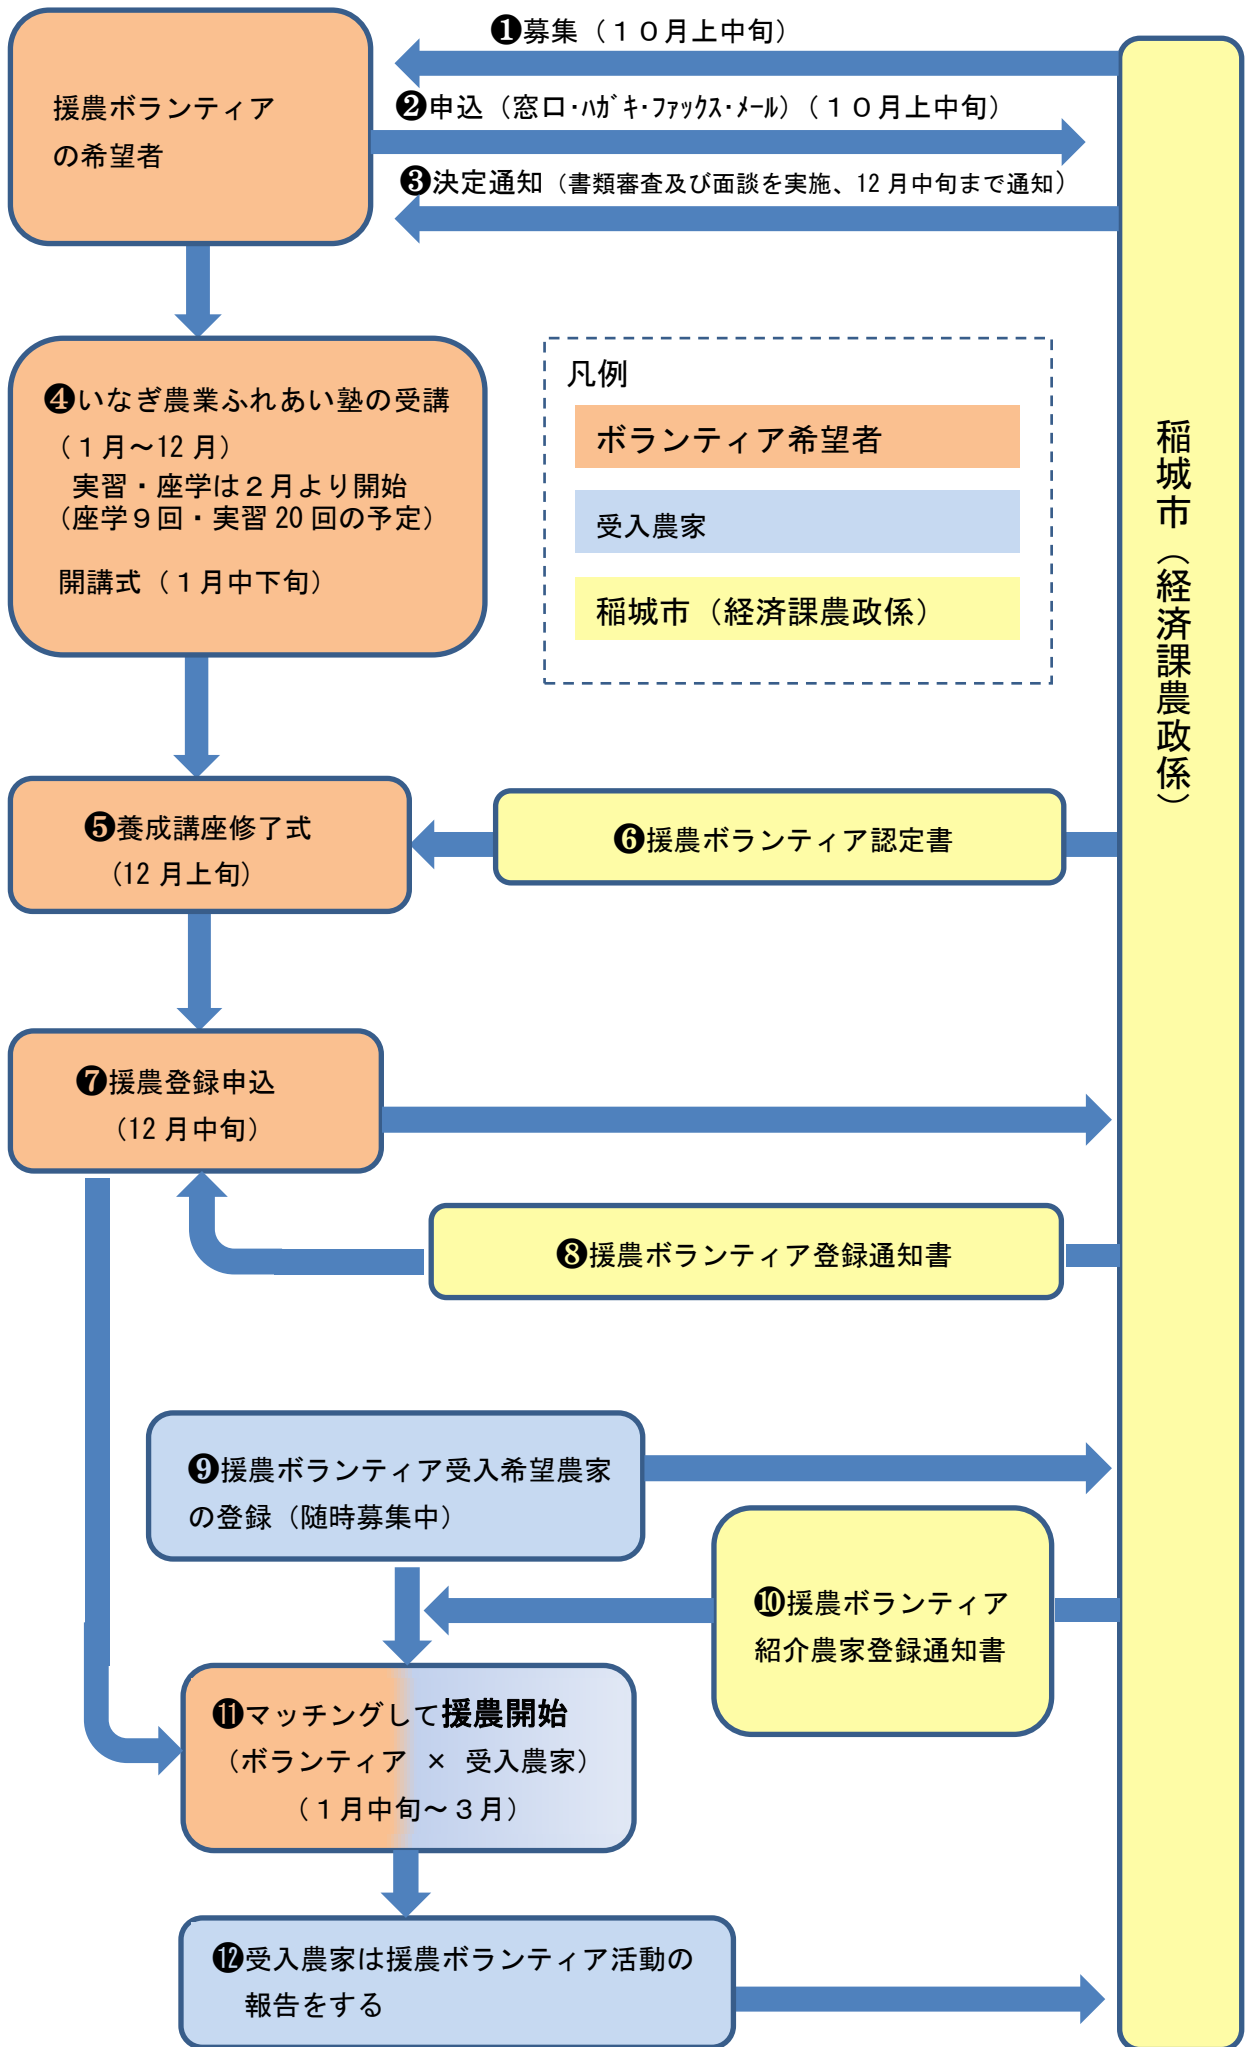 ❶募集（１０月上中旬）
援農ボランティア
の希望者
❷申込（窓口･ﾊｶﾞｷ･ﾌｧｯｸｽ･ﾒｰﾙ）（１０月上中旬）
❸決定通知（書類審査及び面談を実施、12月中旬まで通知）
❹いなぎ農業ふれあい塾の受講
（１月～12月）
実習・座学は２月より開始
（座学９回・実習20回の予定）
開講式（１月中下旬）
凡例
ボランティア希望者
受入農家
稲城市（経済課農政係）
稲城市（経済課農政係）
❺養成講座修了式
（12月上旬）
❻援農ボランティア認定書
❼援農登録申込
（12月中旬）
❽援農ボランティア登録通知書
❾援農ボランティア受入希望農家
の登録（随時募集中）
❿援農ボランティア
紹介農家登録通知書
⓫マッチングして援農開始
（ボランティア × 受入農家）
（１月中旬～３月）
⓬受入農家は援農ボランティア活動の
報告をする